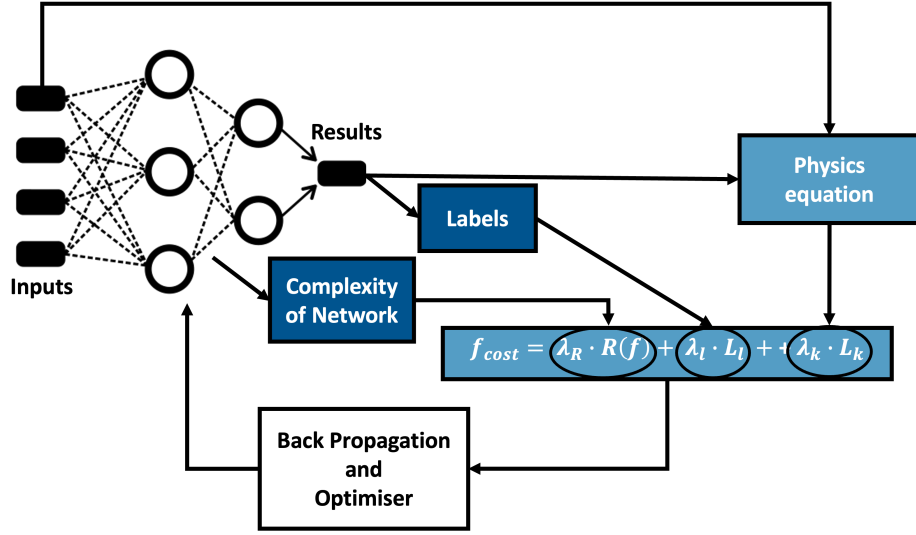 Inputs
Results
Physics
equation
Labels
Complexity
of Network
f_cost = λ_R · R(f) + λ_l · L_l + + λ_k · L_k
Back Propagation
and
Optimiser